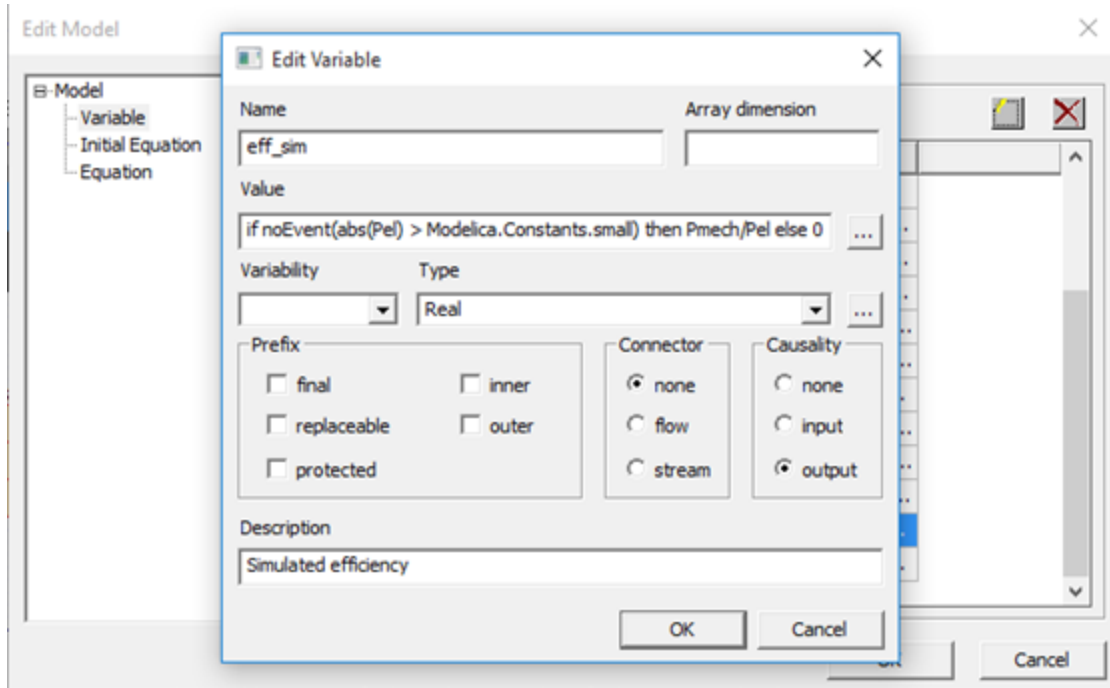 Edit Model
Edit Variable
Model
Variable
Initial Equation
Equation
Name
Array dimension
eff_sim
Value
if noEvent(abs(Pel) > Modelica.Constants.small) then Pmech/Pel else 0
...
Variability
Type
Real
...
Prefix
Connector
Causality
final
inner
none
none
replaceable
outer
flow
input
protected
stream
output
Description
Simulated efficiency
OK
Cancel
Cancel